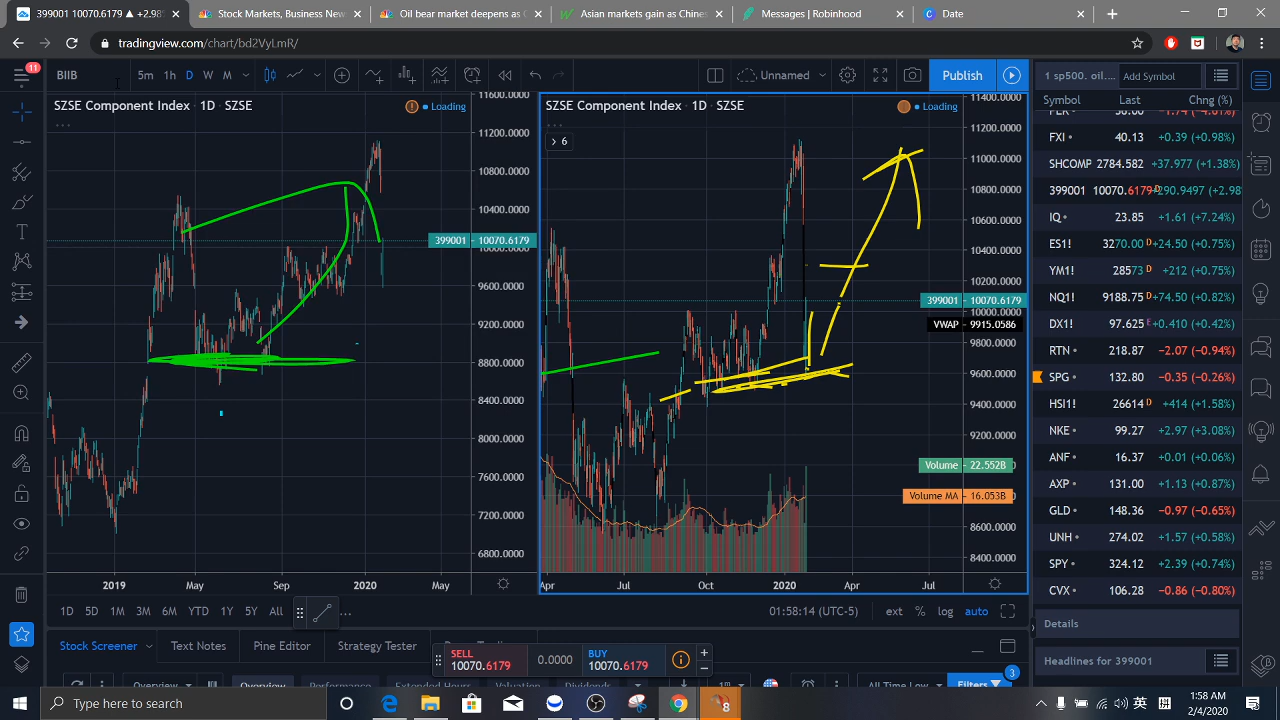 399001 10070.6179 ▲ +2.98%
Stock Markets, Business New
Oil bear market deepens as C
Asian markets gain as Chines
Messages | Robinhood
Date
tradingview.com/chart/bd2VyLmR/
11
BIIB
5m 1h D W M
Unnamed
Publish
SZSE Component Index · 1D · SZSE
Loading
11600.0000
11200.0000
10800.0000
10400.0000
399001 10070.6179
10000.0000
9600.0000
9200.0000
8800.0000
8400.0000
8000.0000
7600.0000
7200.0000
6800.0000
2019 May Sep 2020 May
SZSE Component Index · 1D · SZSE
Loading
6
11400.0000
11200.0000
11000.0000
10800.0000
10600.0000
10400.0000
10200.0000
399001 10070.6179
10000.0000
VWAP 9915.0586
9800.0000
9600.0000
9400.0000
9200.0000
Volume 22.552B
Volume MA 16.053B
8600.0000
8400.0000
Apr Jul Oct 2020 Apr Jul
1 sp500. oil....
Add Symbol
Symbol Last Chng (%)
FXI 40.13 +0.39 (+0.98%)
SHCOMP 2784.582 +37.977 (+1.38%)
399001 10070.6179 D +290.9497 (+2.98
IQ 23.85 +1.61 (+7.24%)
ES1! 3270.00 D +24.50 (+0.75%)
YM1! 28573 D +212 (+0.75%)
NQ1! 9188.75 D +74.50 (+0.82%)
DX1! 97.625 E +0.410 (+0.42%)
RTN 218.87 −2.07 (−0.94%)
SPG 132.80 −0.35 (−0.26%)
HSI1! 26614 D +414 (+1.58%)
NKE 99.27 +2.97 (+3.08%)
ANF 16.37 +0.01 (+0.06%)
AXP 131.00 +1.13 (+0.87%)
GLD 148.36 −0.97 (−0.65%)
UNH 274.02 +1.57 (+0.58%)
SPY 324.12 +2.39 (+0.74%)
CVX 106.28 −0.86 (−0.80%)
Details
Headlines for 399001
1D 5D 1M 3M 6M YTD 1Y 5Y All
01:58:14 (UTC-5) ext % log auto
Stock Screener Text Notes Pine Editor Strategy Tester
SELL
10070.6179
0.0000
BUY
10070.6179
3
Overview Overview Performance Extended Hours Valuation Dividends 1m All Time Low Filters
Type here to search
8
英 拼
1:58 AM
2/4/2020